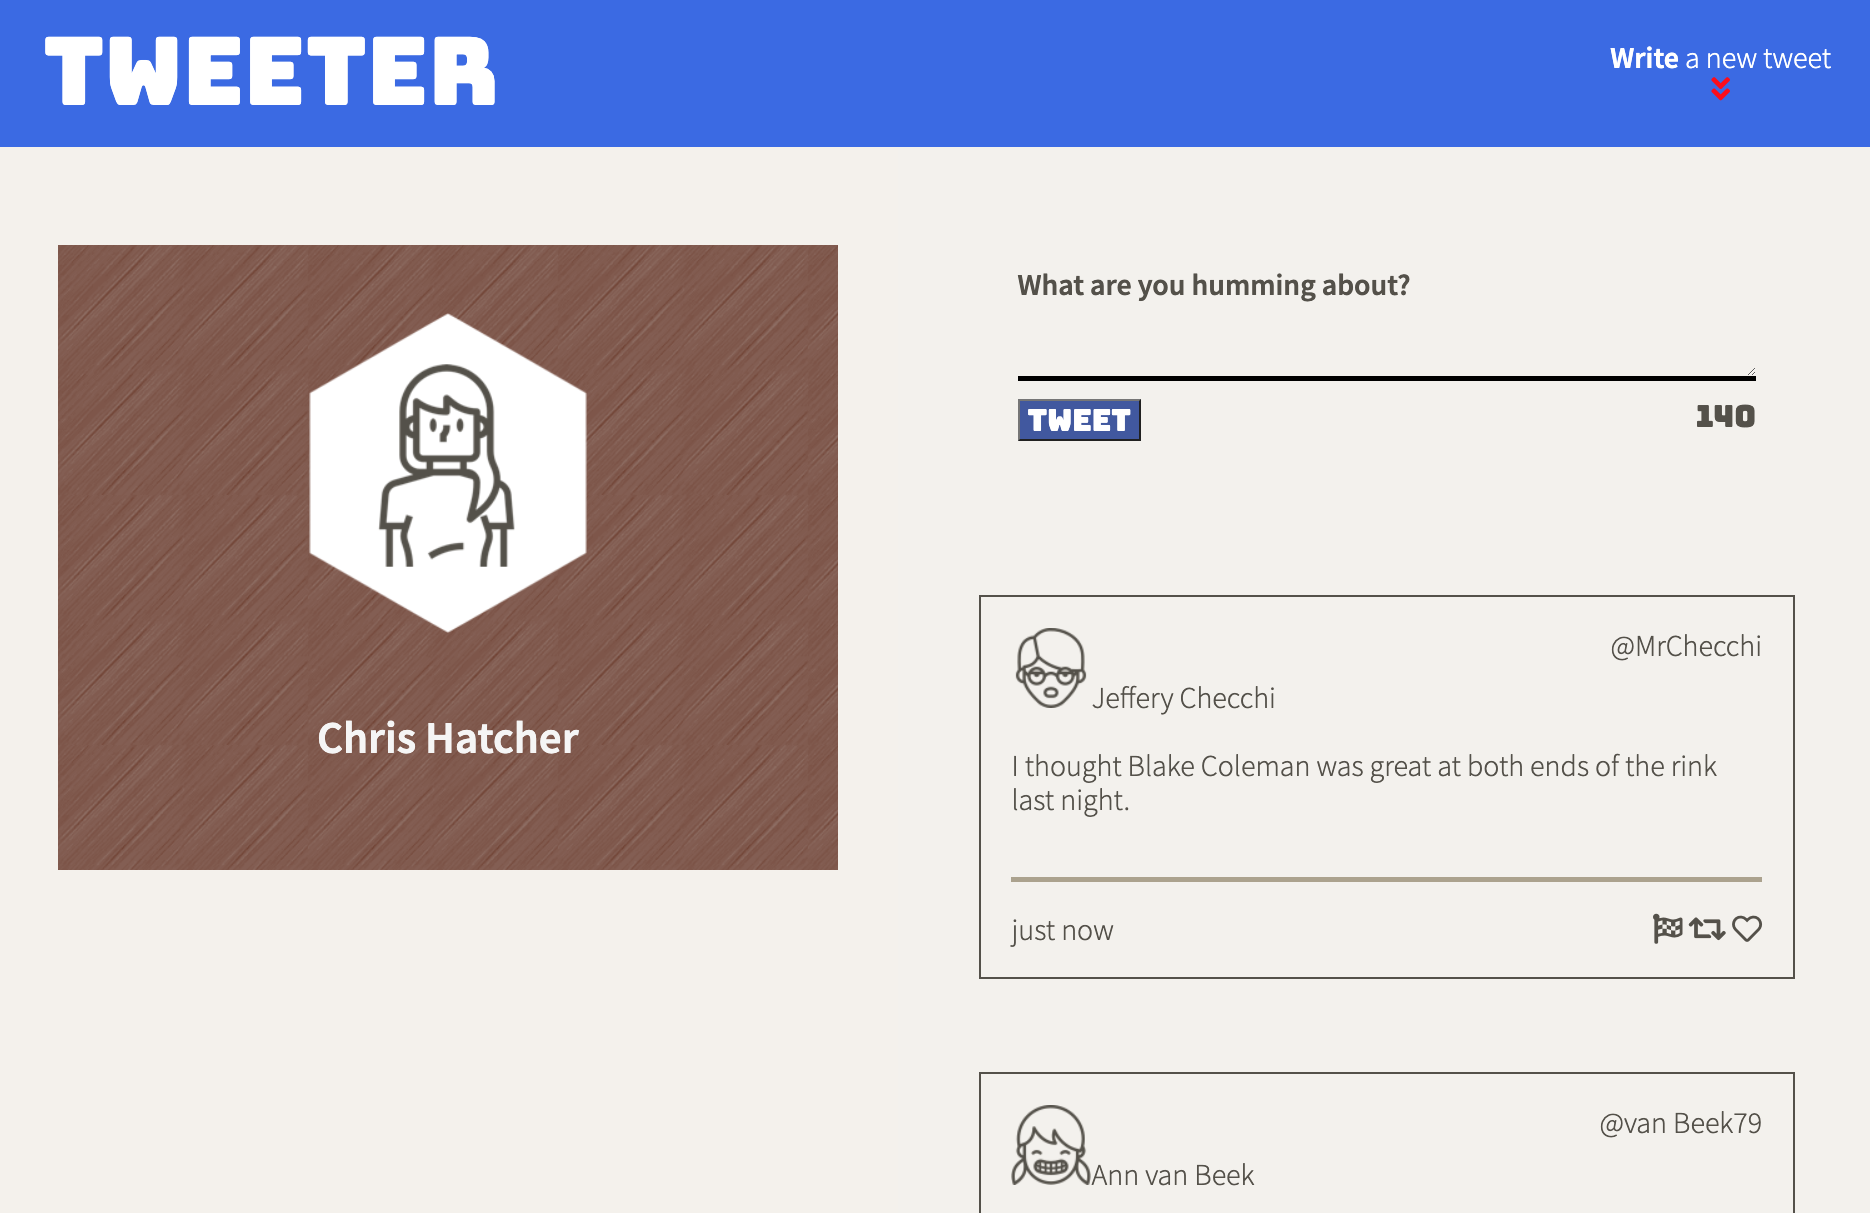 TWEETER
Write a new tweet
Chris Hatcher
What are you humming about?
TWEET
140
@MrChecchi
Jeffery Checchi
I thought Blake Coleman was great at both ends of the rink
last night.
just now
@van Beek79
Ann van Beek